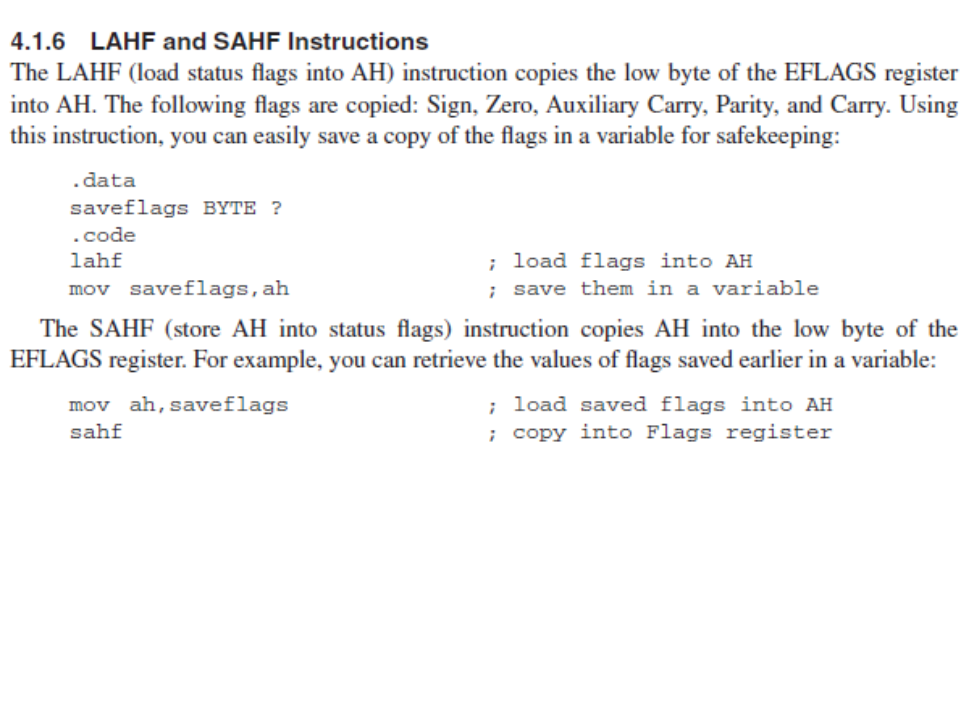 4.1.6 LAHF and SAHF Instructions
The LAHF (load status flags into AH) instruction copies the low byte of the EFLAGS register
into AH. The following flags are copied: Sign, Zero, Auxiliary Carry, Parity, and Carry. Using
this instruction, you can easily save a copy of the flags in a variable for safekeeping:
.data
saveflags BYTE ?
.code
lahf ; load flags into AH
mov saveflags,ah ; save them in a variable
The SAHF (store AH into status flags) instruction copies AH into the low byte of the
EFLAGS register. For example, you can retrieve the values of flags saved earlier in a variable:
mov ah,saveflags ; load saved flags into AH
sahf ; copy into Flags register